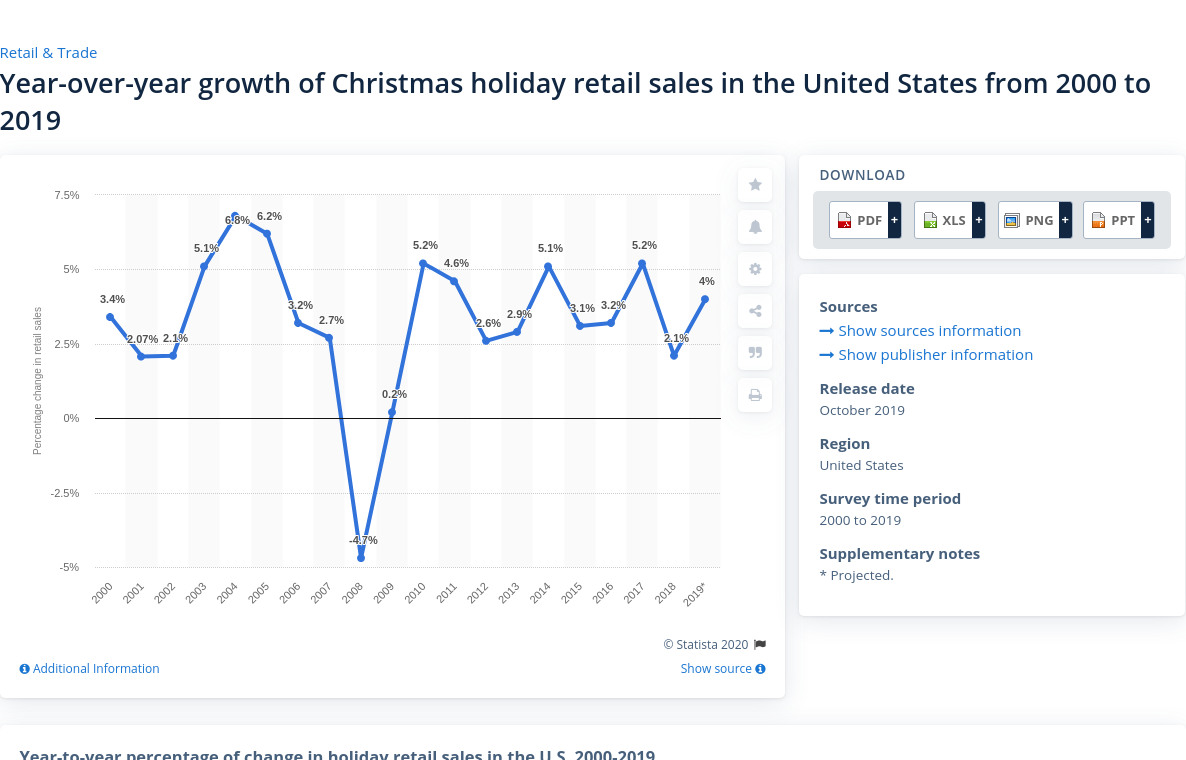 Retail & Trade
Year-over-year growth of Christmas holiday retail sales in the United States from 2000 to
2019
DOWNLOAD
PDF +
XLS +
PNG +
PPT +
Percentage change in retail sales
7.5%
5%
2.5%
0%
-2.5%
-5%
3.4%
2.07%
2.1%
5.1%
6.8%
6.2%
3.2%
2.7%
-4.7%
0.2%
5.2%
4.6%
2.6%
2.9%
5.1%
3.1%
3.2%
5.2%
2.1%
4%
2000
2001
2002
2003
2004
2005
2006
2007
2008
2009
2010
2011
2012
2013
2014
2015
2016
2017
2018
2019*
© Statista 2020
Additional Information
Show source
Sources
Show sources information
Show publisher information
Release date
October 2019
Region
United States
Survey time period
2000 to 2019
Supplementary notes
* Projected.
Year-to-year percentage of change in holiday retail sales in the U.S. 2000-2019